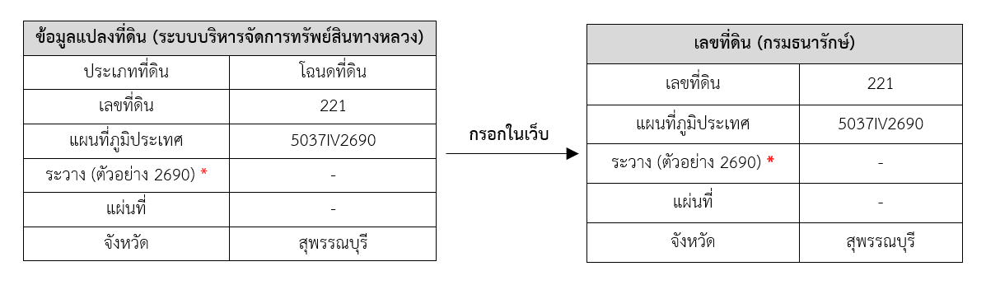 ข้อมูลแปลงที่ดิน (ระบบบริหารจัดการทรัพย์สินทางหลวง)
ประเภทที่ดิน โฉนดที่ดิน
เลขที่ดิน 221
แผนที่ภูมิประเทศ 5037IV2690
ระวาง (ตัวอย่าง 2690) * -
แผ่นที่ -
จังหวัด สุพรรณบุรี
กรอกในเว็บ
เลขที่ดิน (กรมธนารักษ์)
เลขที่ดิน 221
แผนที่ภูมิประเทศ 5037IV2690
ระวาง (ตัวอย่าง 2690) * -
แผ่นที่ -
จังหวัด สุพรรณบุรี